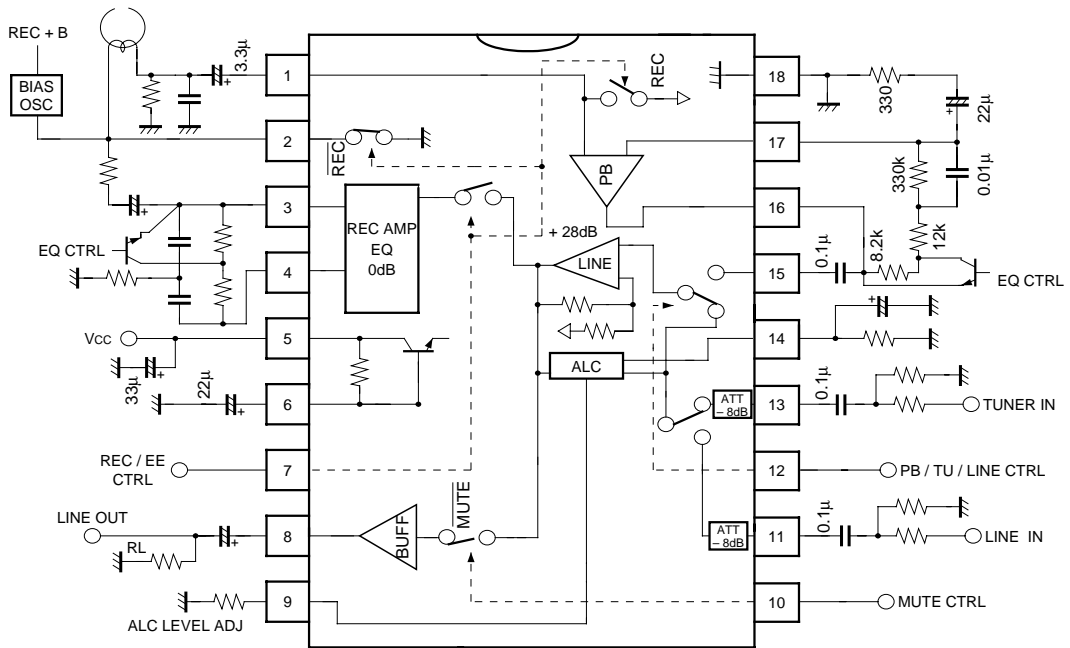 REC + B
BIAS
OSC
3.3µ
1
2
3
4
5
6
7
8
9
REC
REC
PB
REC AMP
EQ
0dB
+ 28dB
LINE
ALC
ATT
– 8dB
ATT
– 8dB
MUTE
BUFF
18
17
16
15
14
13
12
11
10
330
22µ
330k
0.01µ
12k
8.2k
0.1µ
EQ CTRL
EQ CTRL
VCC
33µ
22µ
0.1µ
TUNER IN
REC / EE
CTRL
PB / TU / LINE CTRL
LINE OUT
RL
0.1µ
LINE IN
ALC LEVEL ADJ
MUTE CTRL